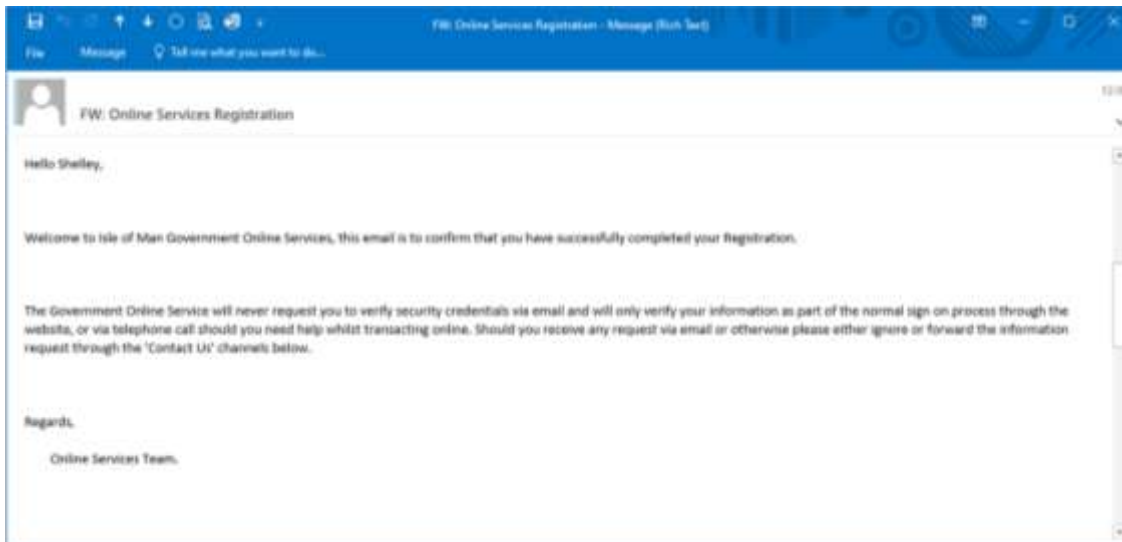 FW: Online Services Registration - Message (Rich Text)
File Message Tell me what you want to do...
FW: Online Services Registration
Hello Shelley,
Welcome to Isle of Man Government Online Services, this email is to confirm that you have successfully completed your Registration.
The Government Online Service will never request you to verify security credentials via email and will only verify your information as part of the normal sign on process through the
website, or via telephone call should you need help whilst transacting online. Should you receive any request via email or otherwise please either ignore or forward the information
request through the 'Contact Us' channels below.
Regards,
Online Services Team.